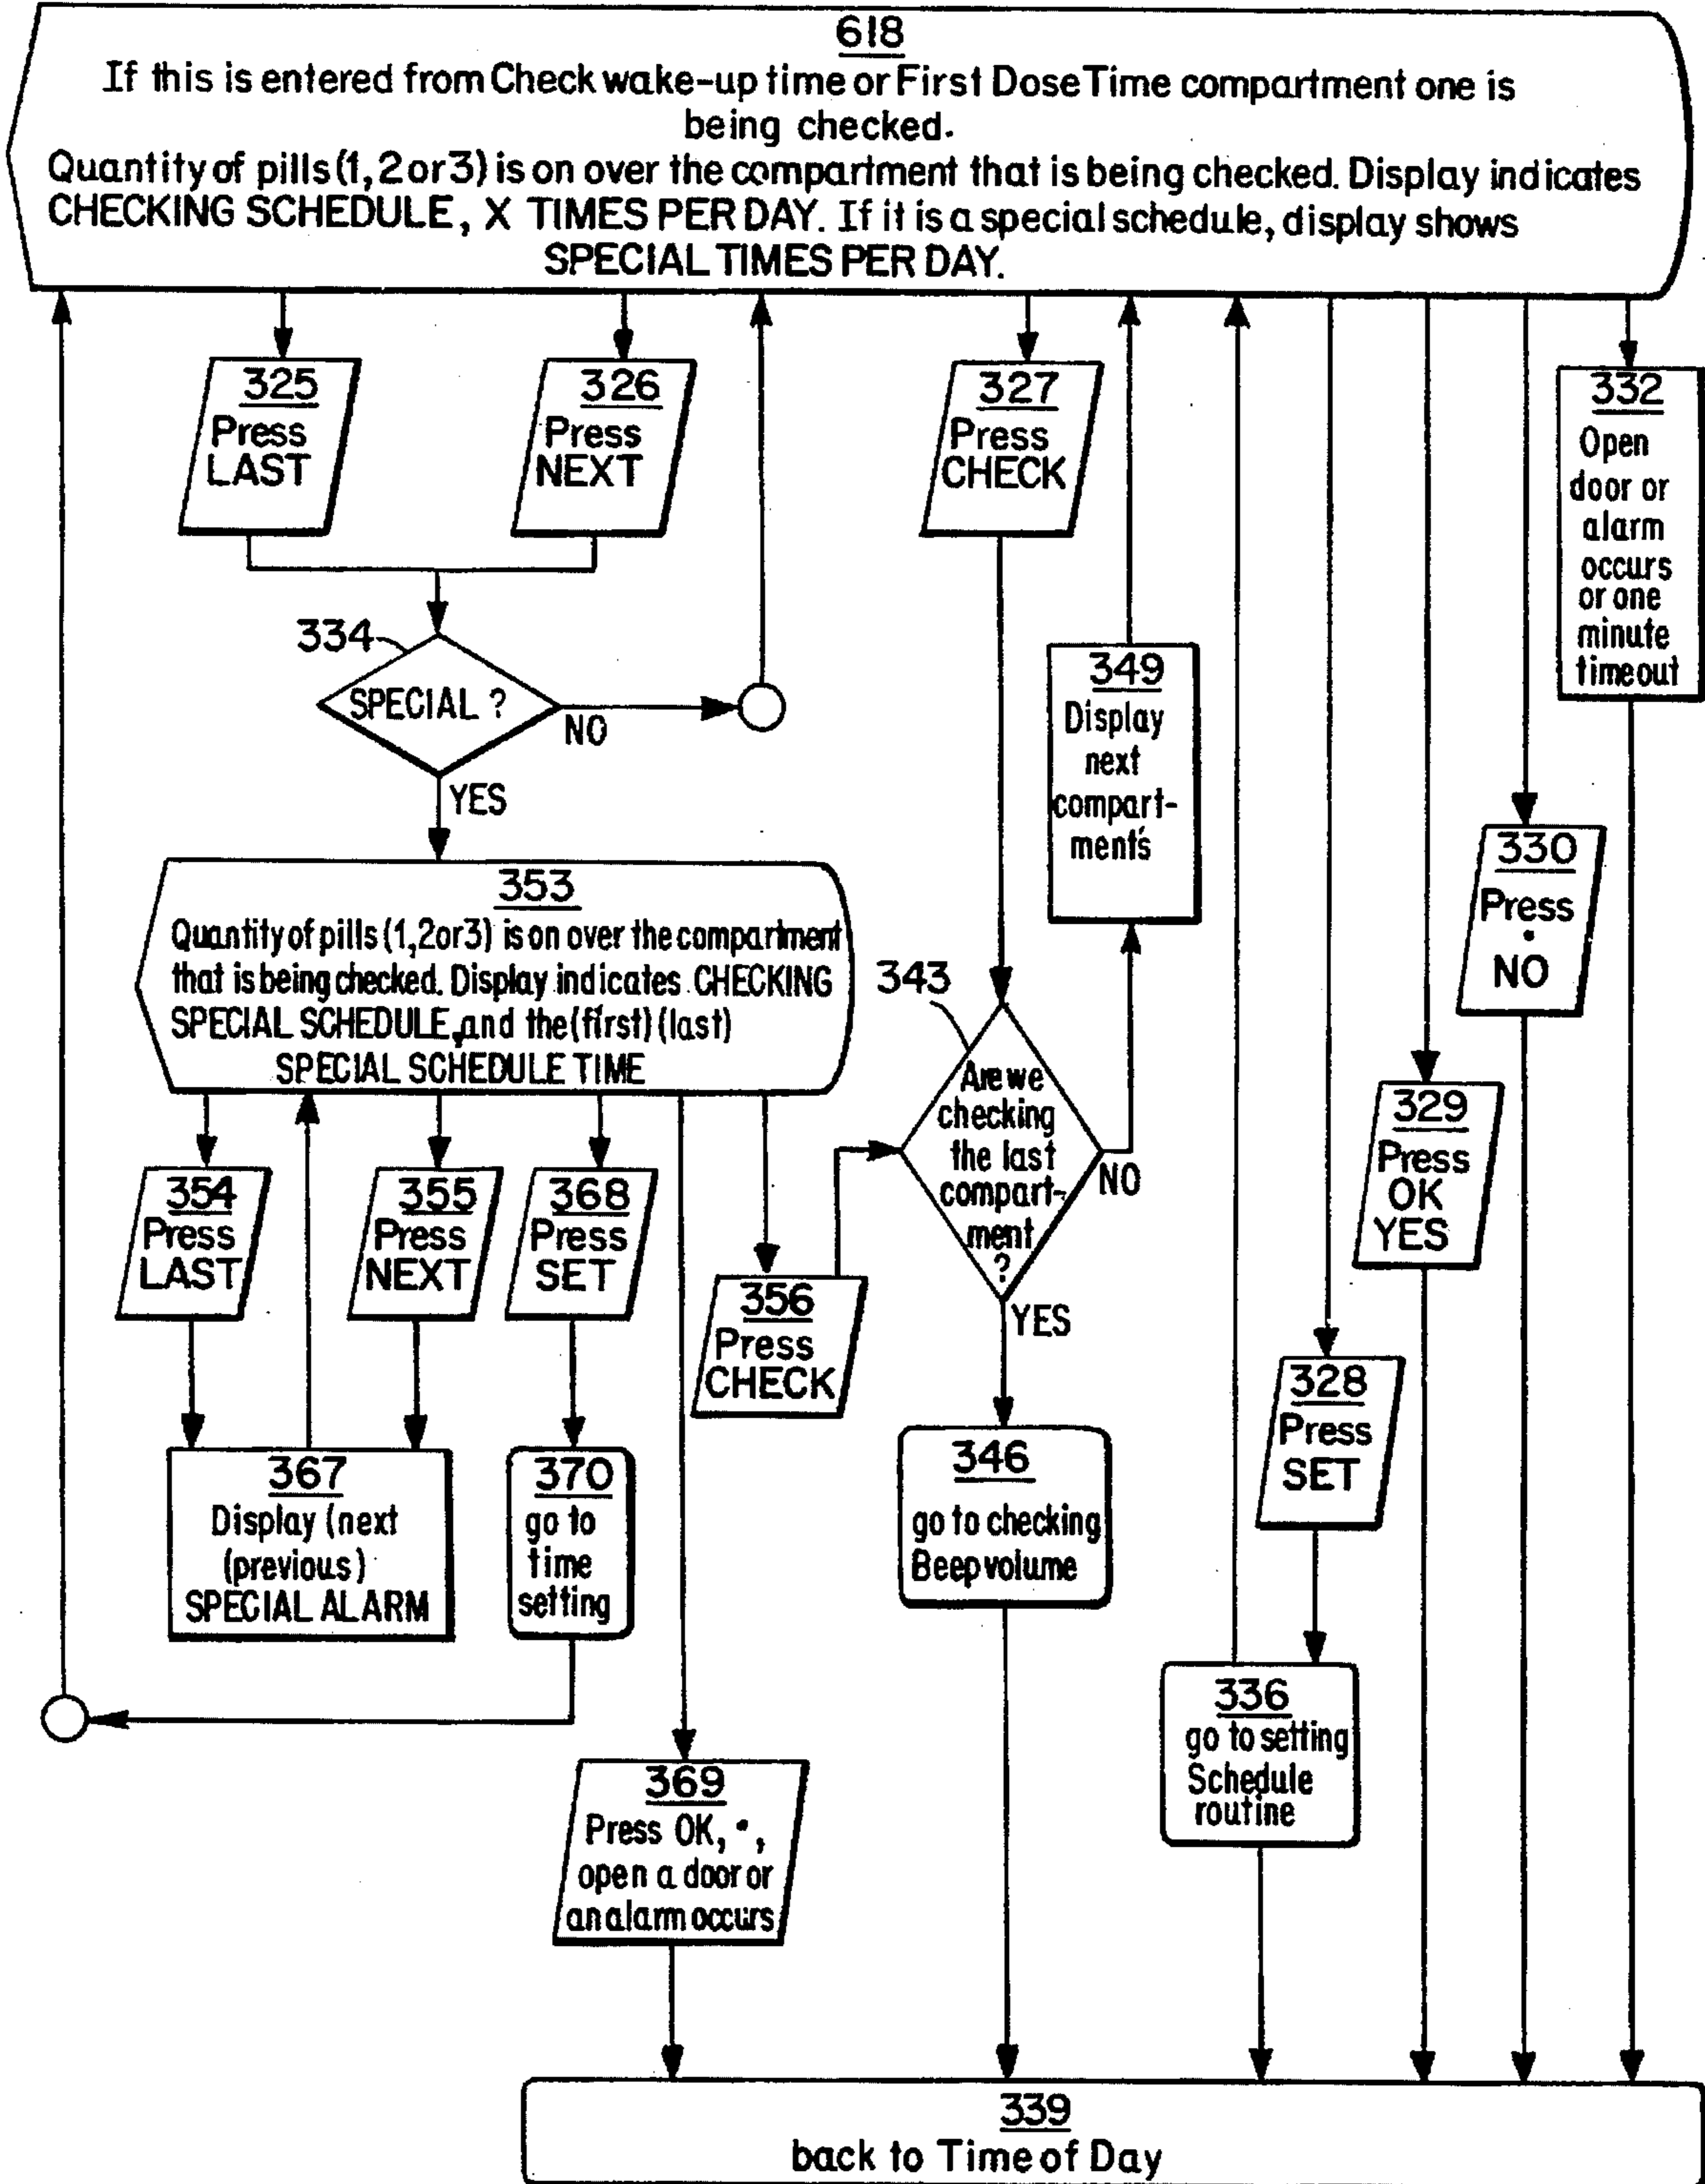 618
If this is entered from Check wake-up time or First Dose Time compartment one is
being checked.
Quantity of pills (1, 2 or 3) is on over the compartment that is being checked. Display indicates
CHECKING SCHEDULE, X TIMES PER DAY. If it is a special schedule, display shows
SPECIAL TIMES PER DAY.
325
Press
LAST
326
Press
NEXT
327
Press
CHECK
332
Open
door or
alarm
occurs
or one
minute
timeout
334
SPECIAL ?
NO
YES
349
Display
next
compart-
ment's
330
Press
•
NO
353
Quantity of pills (1, 2 or 3) is on over the compartment
that is being checked. Display indicates CHECKING
SPECIAL SCHEDULE, and the (first) (last)
SPECIAL SCHEDULE TIME
343
Are we
checking
the last
compart-
ment
?
NO
YES
329
Press
OK
YES
354
Press
LAST
355
Press
NEXT
368
Press
SET
356
Press
CHECK
328
Press
SET
367
Display (next
(previous)
SPECIAL ALARM
370
go to
time
setting
346
go to checking
Beep volume
336
go to setting
Schedule
routine
369
Press OK, •,
open a door or
an alarm occurs
339
back to Time of Day